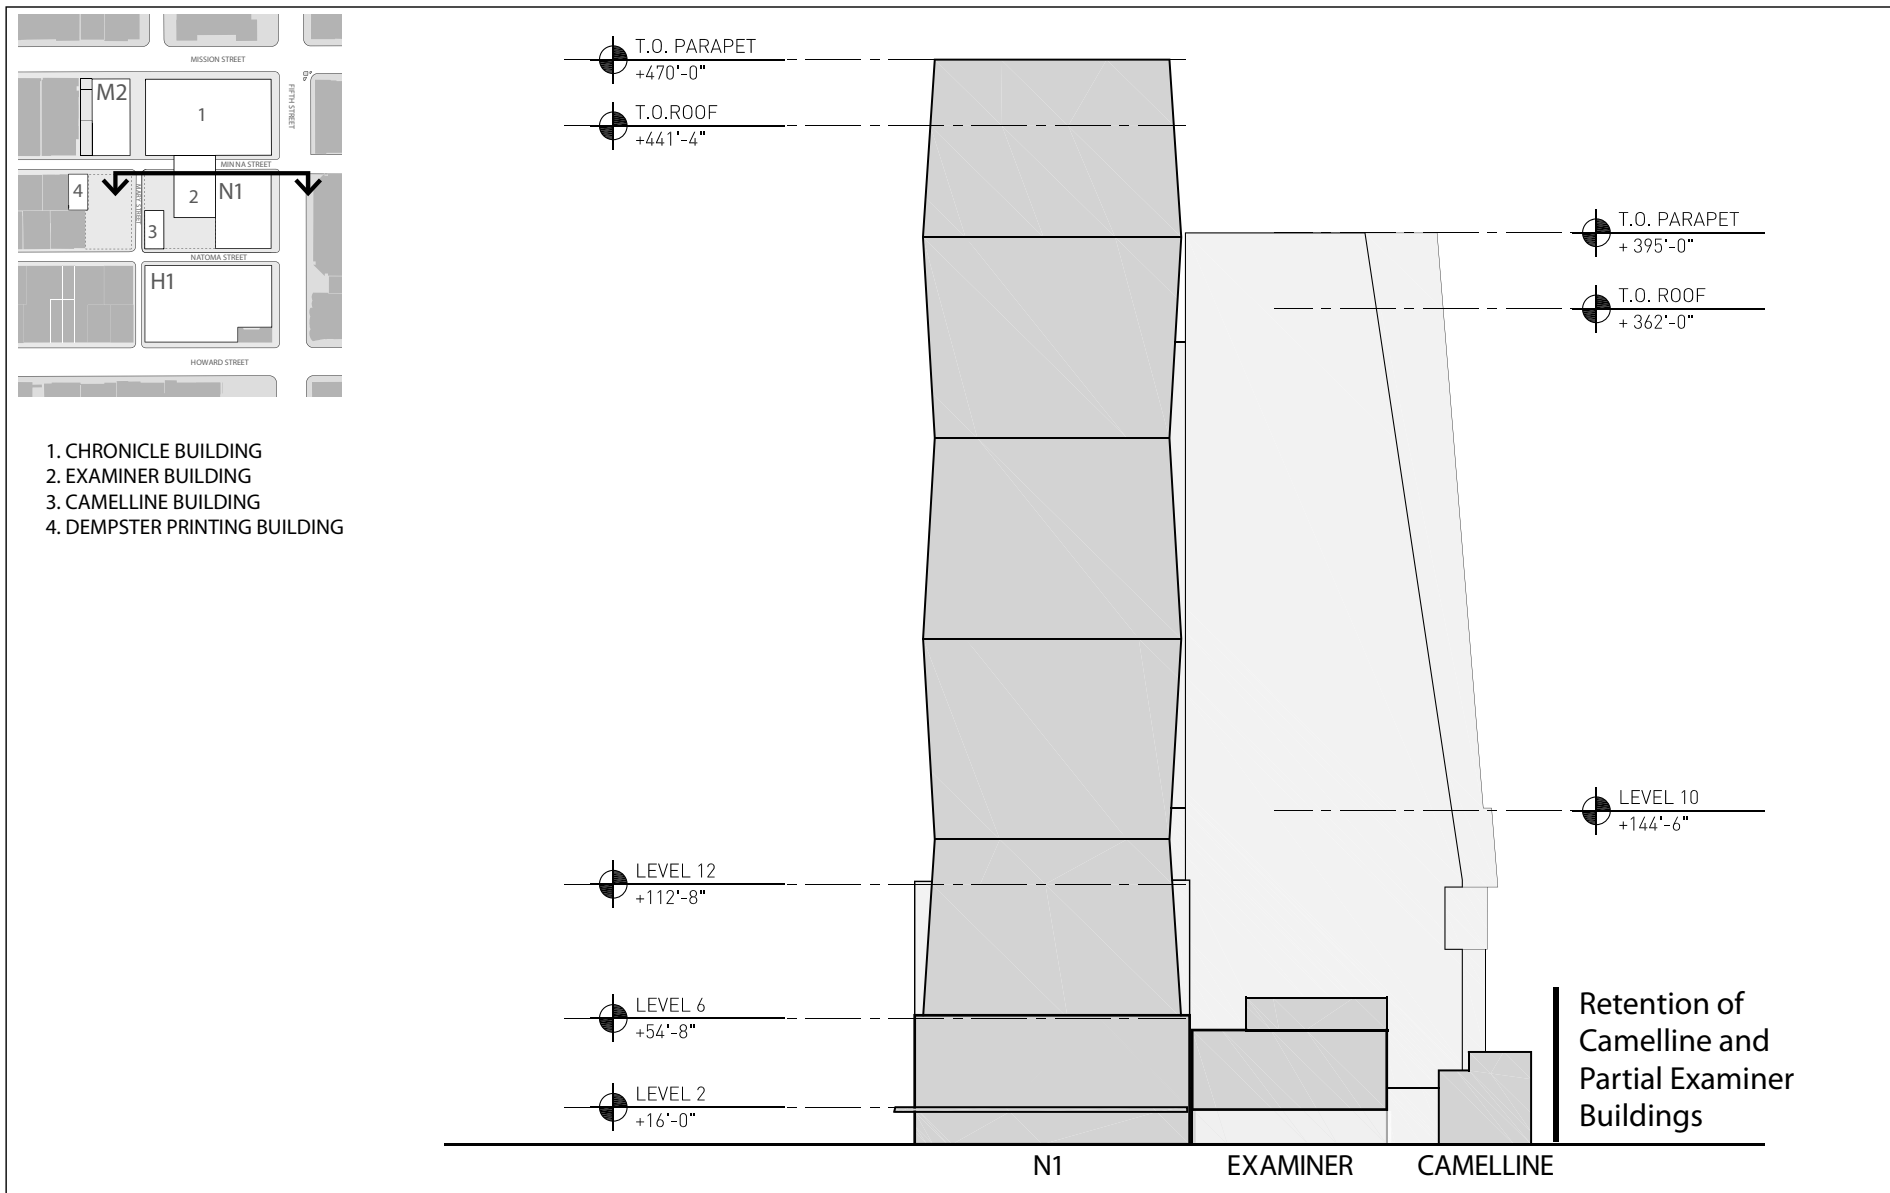 MISSION STREET
M2
1
FIFTH STREET
MINNA STREET
4
MARY STREET
2
N1
3
NATOMA STREET
H1
HOWARD STREET
1. CHRONICLE BUILDING
2. EXAMINER BUILDING
3. CAMELLINE BUILDING
4. DEMPSTER PRINTING BUILDING
T.O. PARAPET
+470'-0"
T.O.ROOF
+441'-4"
T.O. PARAPET
+ 395'-0"
T.O. ROOF
+ 362'-0"
LEVEL 10
+144'-6"
LEVEL 12
+112'-8"
LEVEL 6
+54'-8"
LEVEL 2
+16'-0"
Retention of
Camelline and
Partial Examiner
Buildings
N1
EXAMINER
CAMELLINE